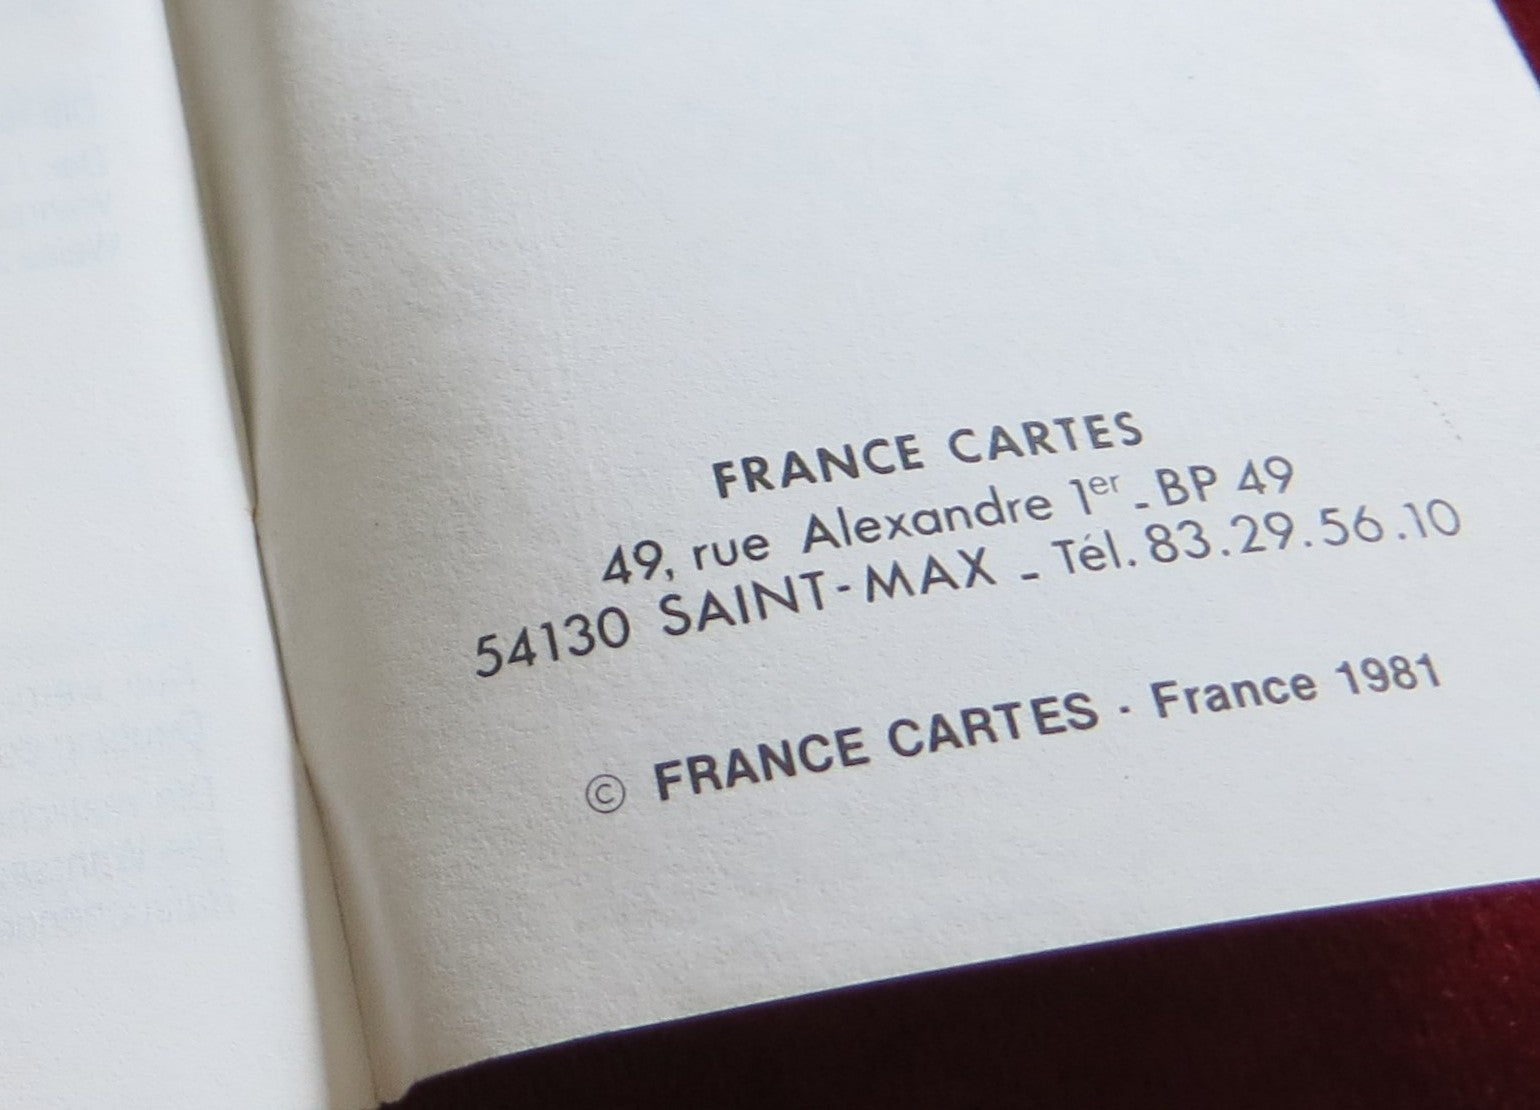 FRANCE CARTES
49, rue Alexandre 1er - BP 49
54130 SAINT-MAX - Tél. 83.29.56.10
© FRANCE CARTES · France 1981